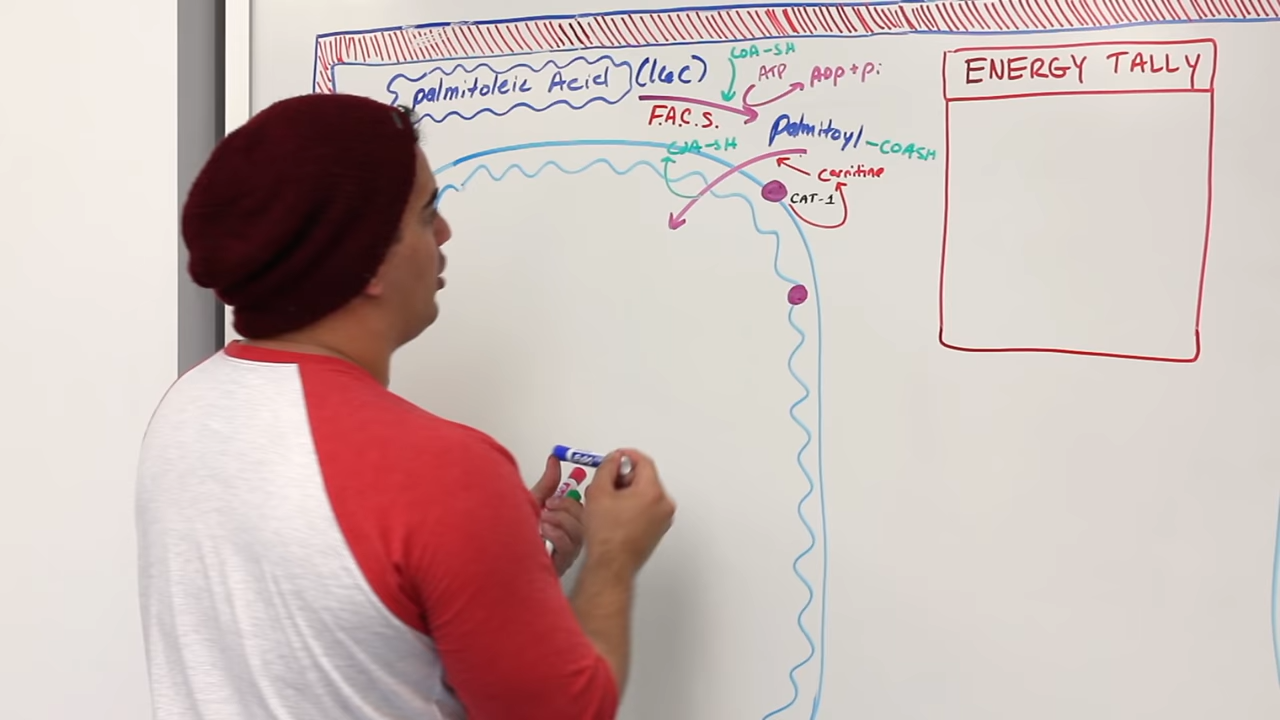 palmitoleic Acid (16c)
CoA-SH
ATP
ADP+Pi
F.A.C.S.
palmitoyl-COASH
COA-SH
Carnitine
CAT-1
ENERGY TALLY